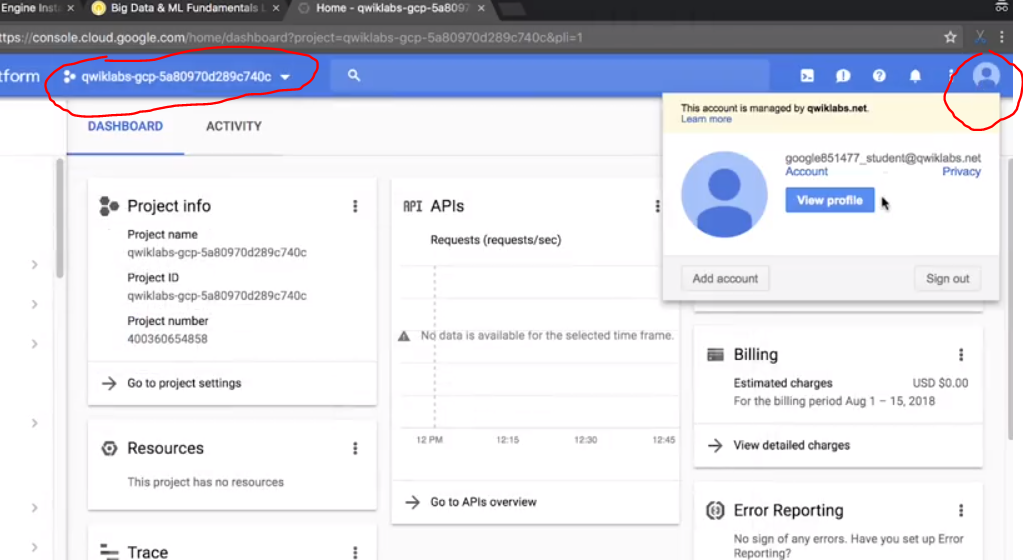 Engine Inst
Big Data & ML Fundamentals L
Home - qwiklabs-gcp-5a8097
ttps://console.cloud.google.com/home/dashboard?project=qwiklabs-gcp-5a80970d289c740c&pli=1
tform
qwiklabs-gcp-5a80970d289c740c
This account is managed by qwiklabs.net.
Learn more
DASHBOARD
ACTIVITY
google851477_student@qwiklabs.net
Account
Privacy
View profile
Add account
Sign out
Project info
Project name
qwiklabs-gcp-5a80970d289c740c
Project ID
qwiklabs-gcp-5a80970d289c740c
Project number
400360654858
Go to project settings
API APIs
Requests (requests/sec)
No data is available for the selected time frame.
12 PM
12:15
12:30
12:45
Go to APIs overview
Billing
Estimated charges
USD $0.00
For the billing period Aug 1 – 15, 2018
View detailed charges
Resources
This project has no resources
Error Reporting
No sign of any errors. Have you set up Error
Reporting?
Trace